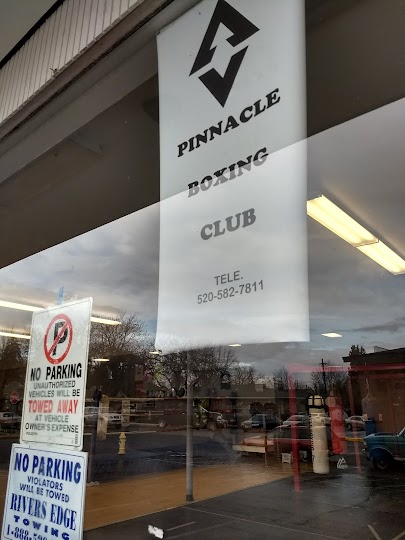 PINNACLE
BOXING
CLUB
TELE.
520-582-7811
NO PARKING
UNAUTHORIZED
VEHICLES WILL BE
TOWED AWAY
AT VEHICLE
OWNER'S EXPENSE
NO PARKING
VIOLATORS
WILL BE TOWED
RIVERS EDGE
TOWING